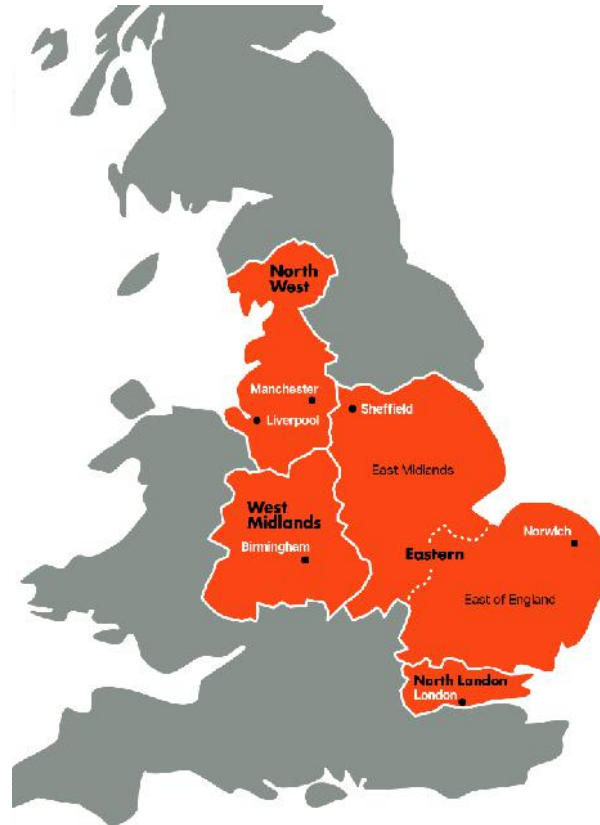 North
West
Manchester
Liverpool
Sheffield
East Midlands
West
Midlands
Birmingham
Norwich
Eastern
East of England
North London
London